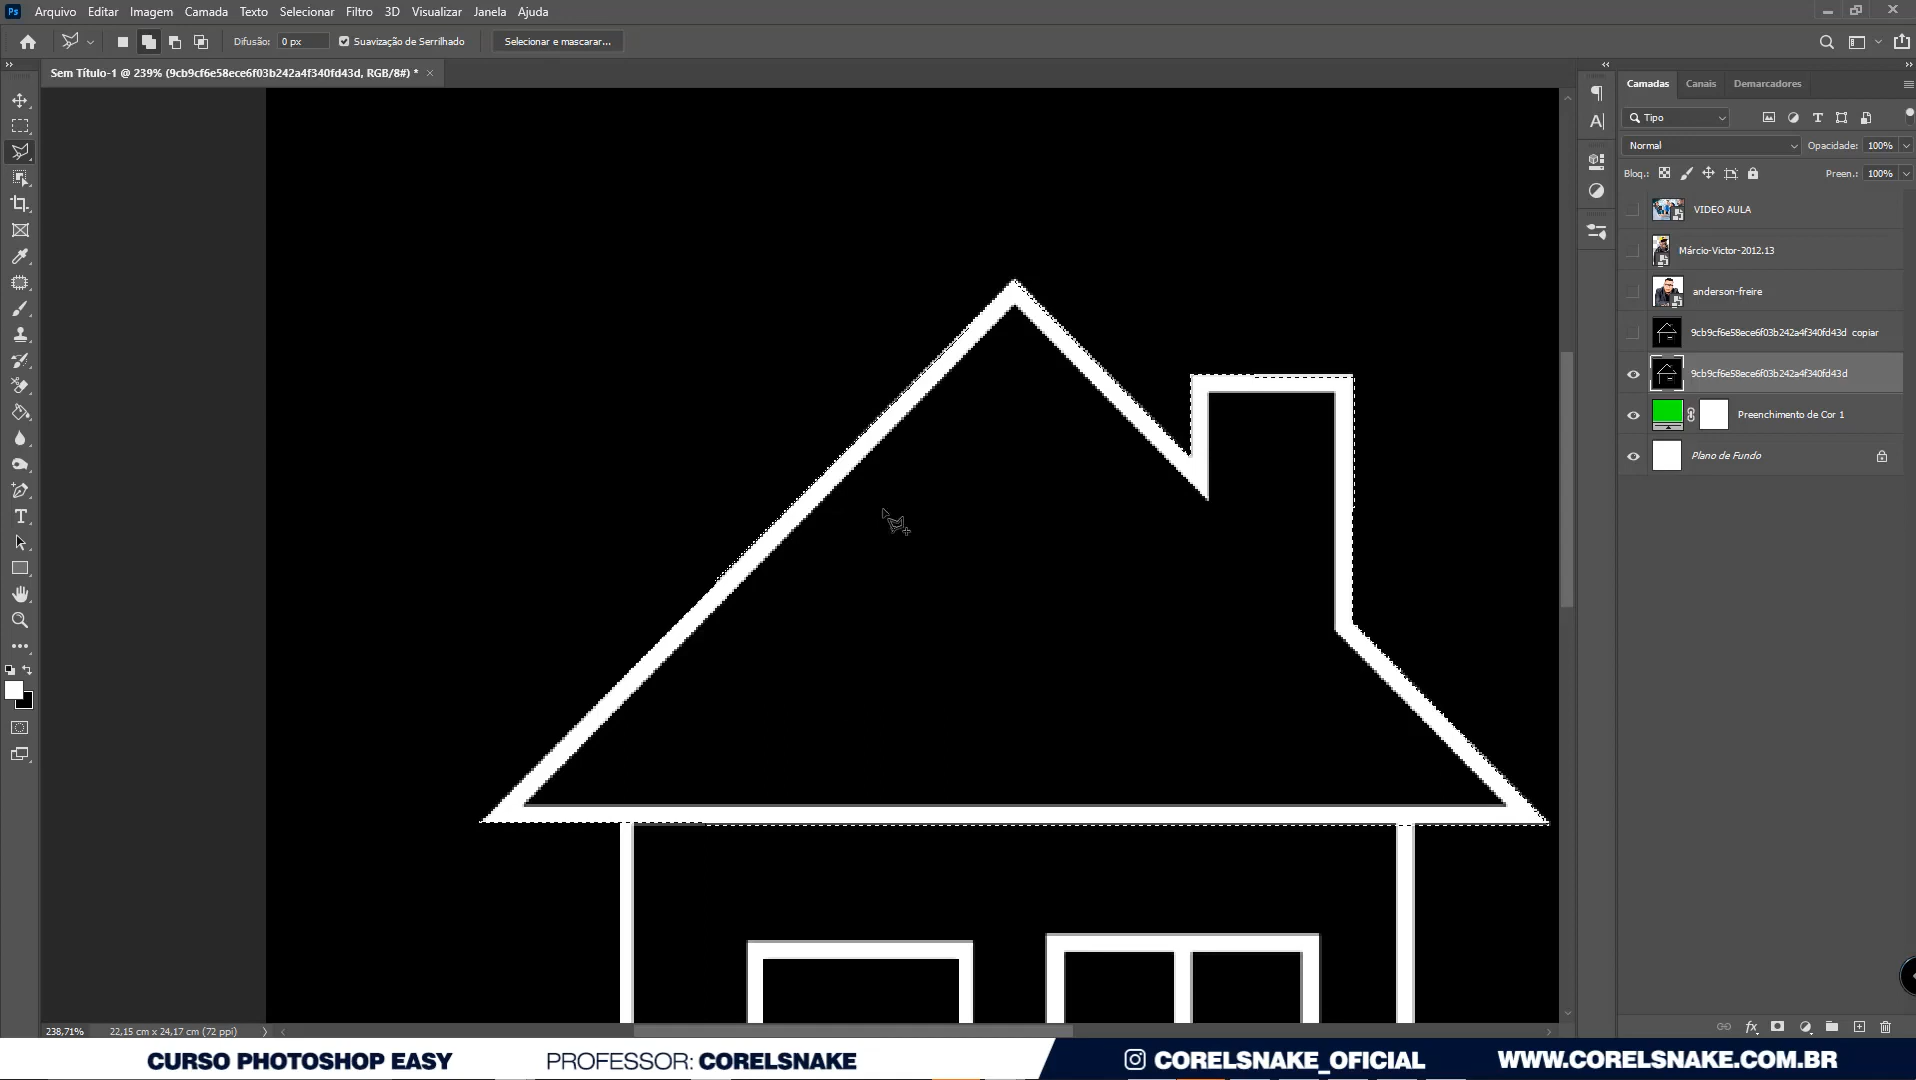 Ps Arquivo Editar Imagem Camada Texto Selecionar Filtro 3D Visualizar Janela Ajuda
Difusão: 0 px Suavização de Serrilhado Selecionar e mascarar...
Sem Título-1 @ 239% (9cb9cf6e58ece6f03b242a4f340fd43d, RGB/8#) *
Camadas Canais Demarcadores
Tipo
Normal Opacidade: 100%
Bloq.: Preen.: 100%
VIDEO AULA
Márcio-Victor-2012.13
anderson-freire
9cb9cf6e58ece6f03b242a4f340fd43d copiar
9cb9cf6e58ece6f03b242a4f340fd43d
Preenchimento de Cor 1
Plano de Fundo
238,71% 22,15 cm x 24,17 cm (72 ppi)
CURSO PHOTOSHOP EASY PROFESSOR: CORELSNAKE CORELSNAKE_OFICIAL WWW.CORELSNAKE.COM.BR